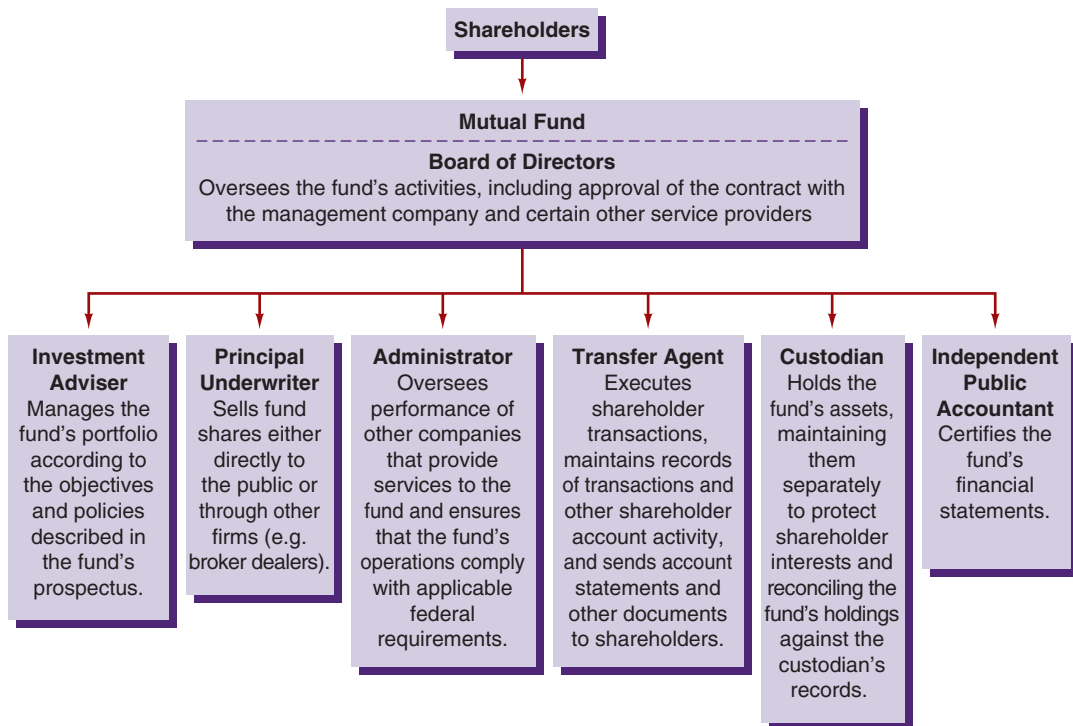 Shareholders
Mutual Fund
Board of Directors
Oversees the fund's activities, including approval of the contract with
the management company and certain other service providers
Investment
Adviser
Manages the
fund's portfolio
according to
the objectives
and policies
described in
the fund's
prospectus.
Principal
Underwriter
Sells fund
shares either
directly to
the public or
through other
firms (e.g.
broker dealers).
Administrator
Oversees
performance of
other companies
that provide
services to the
fund and ensures
that the fund's
operations comply
with applicable
federal
requirements.
Transfer Agent
Executes
shareholder
transactions,
maintains records
of transactions and
other shareholder
account activity,
and sends account
statements and
other documents
to shareholders.
Custodian
Holds the
fund's assets,
maintaining
them
separately
to protect
shareholder
interests and
reconciling the
fund's holdings
against the
custodian's
records.
Independent
Public
Accountant
Certifies the
fund's
financial
statements.